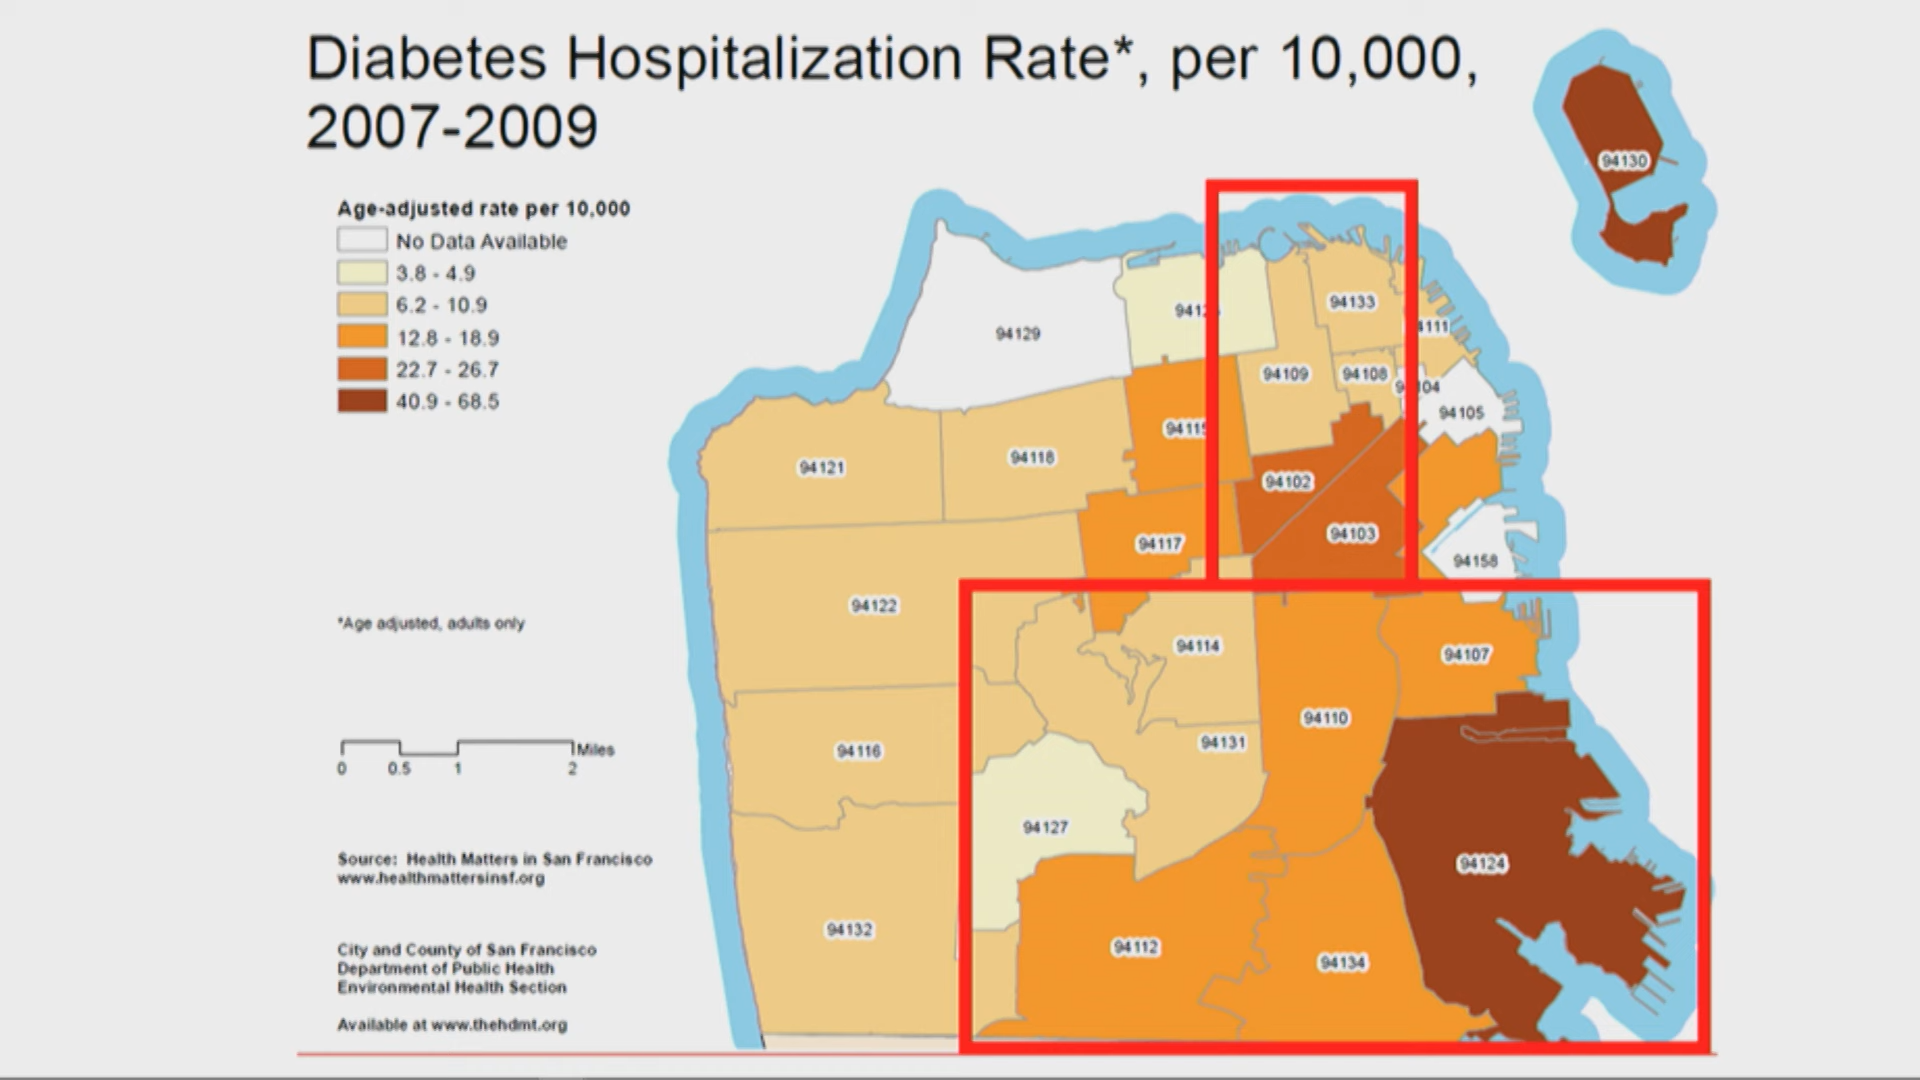 Diabetes Hospitalization Rate*, per 10,000,
2007-2009
Age-adjusted rate per 10,000
No Data Available
3.8 - 4.9
6.2 - 10.9
12.8 - 18.9
22.7 - 26.7
40.9 - 68.5
*Age adjusted, adults only
Miles
0 0.5 1 2
Source: Health Matters in San Francisco
www.healthmattersinsf.org
City and County of San Francisco
Department of Public Health
Environmental Health Section
Available at www.thehdmt.org
94130
94129
94133
94109
94108
94105
94115
94121
94118
94102
94103
94117
94158
94122
94114
94107
94110
94116
94131
94127
94124
94132
94112
94134